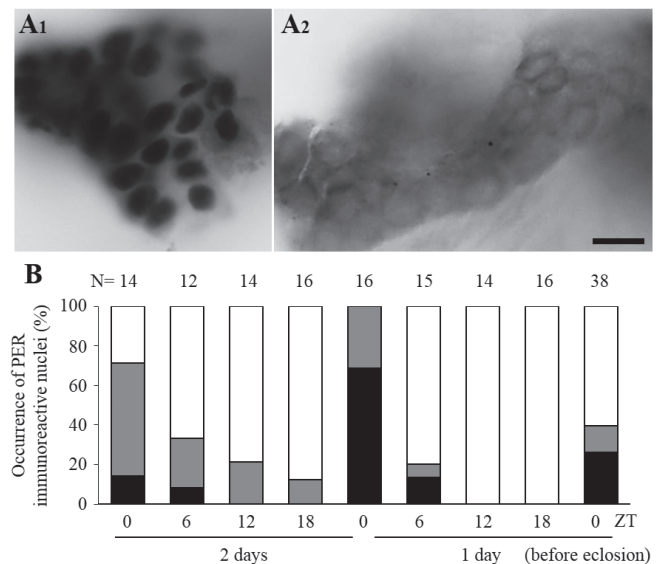 A1
A2
B
N= 14 12 14 16 16 15 14 16 38
Occurrence of PER
immunoreactive nuclei (%)
100
80
60
40
20
0
0 6 12 18 0 6 12 18 0 ZT
2 days 1 day (before eclosion)